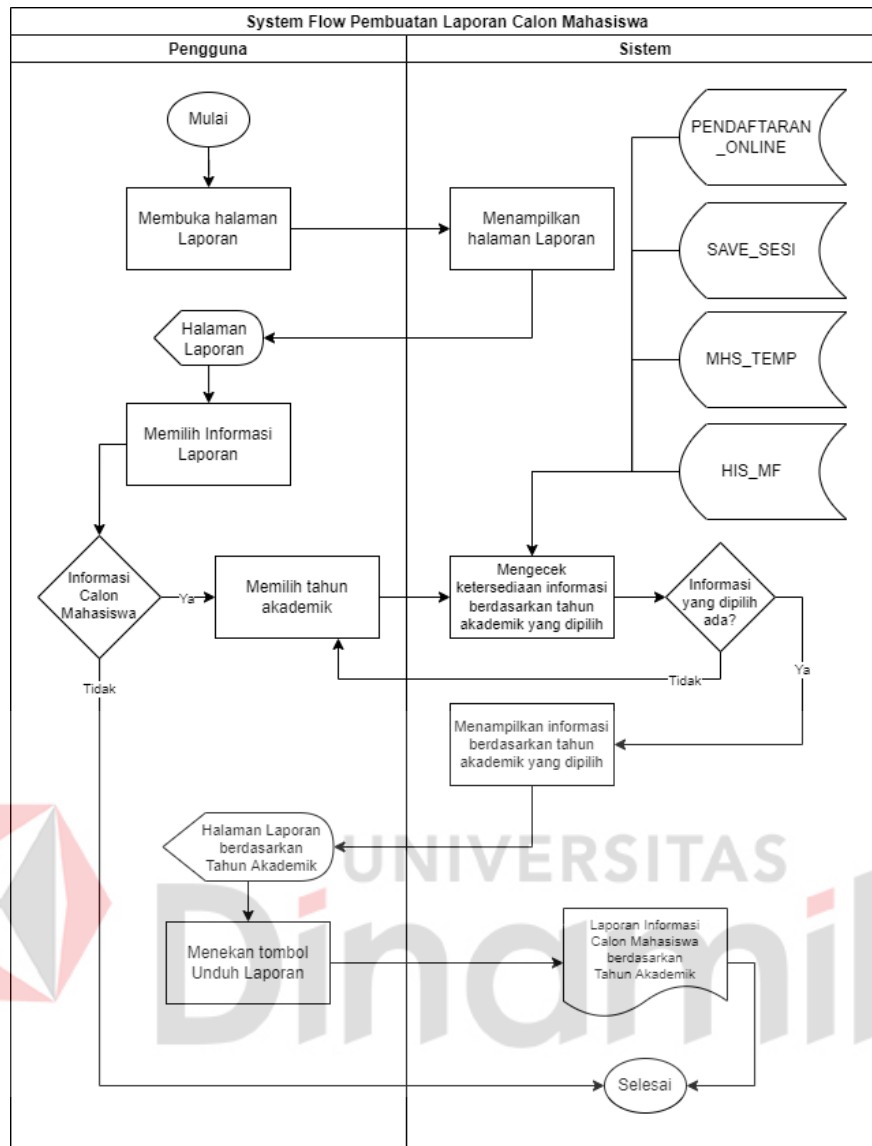 System Flow Pembuatan Laporan Calon Mahasiswa
Pengguna
Sistem
Mulai
PENDAFTARAN
_ONLINE
Membuka halaman
Laporan
Menampilkan
halaman Laporan
SAVE_SESI
Halaman
Laporan
MHS_TEMP
Memilih Informasi
Laporan
HIS_MF
Informasi
Calon
Mahasiswa
Ya
Memilih tahun
akademik
Mengecek
ketersediaan informasi
berdasarkan tahun
akademik yang dipilih
Informasi
yang dipilih
ada?
Tidak
Tidak
Ya
Menampilkan informasi
berdasarkan tahun
akademik yang dipilih
Halaman Laporan
berdasarkan
Tahun Akademik
UNIVERSITAS
Dinamik
Menekan tombol
Unduh Laporan
Laporan Informasi
Calon Mahasiswa
berdasarkan
Tahun Akademik
Selesai